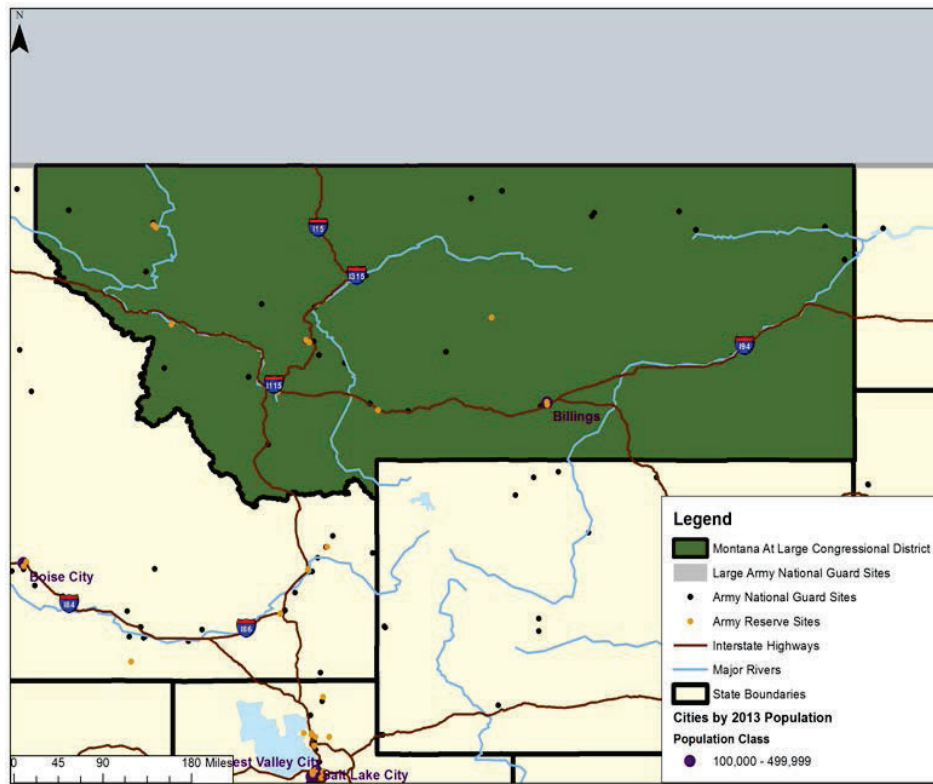 N
I15
I315
I94
I115
Billings
Boise City
I84
I86
est Valley City
Salt Lake City
0 45 90 180 Miles
Legend
Montana At Large Congressional District
Large Army National Guard Sites
Army National Guard Sites
Army Reserve Sites
Interstate Highways
Major Rivers
State Boundaries
Cities by 2013 Population
Population Class
100,000 - 499,999